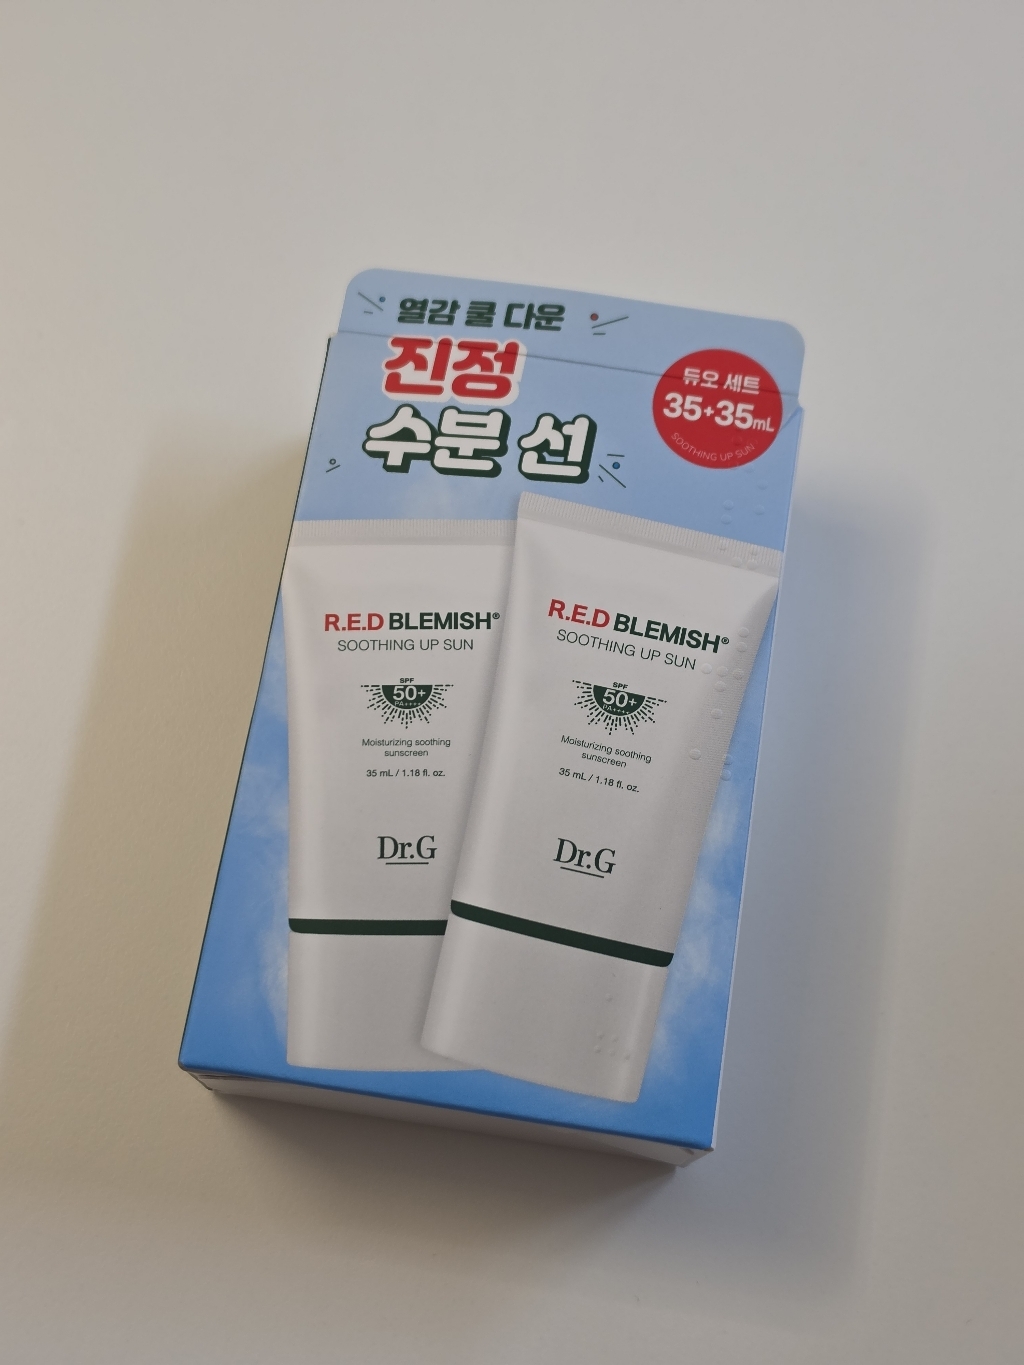 열감 쿨 다운
진정
수분 선
듀오 세트
35+35mL
SOOTHING UP SUN
R.E.D BLEMISH®
SOOTHING UP SUN
SPF
50+
PA++++
Moisturizing soothing
sunscreen
35 mL / 1.18 fl. oz.
Dr.G
R.E.D BLEMISH®
SOOTHING UP SUN
SPF
50+
PA++++
Moisturizing soothing
sunscreen
35 mL / 1.18 fl. oz.
Dr.G